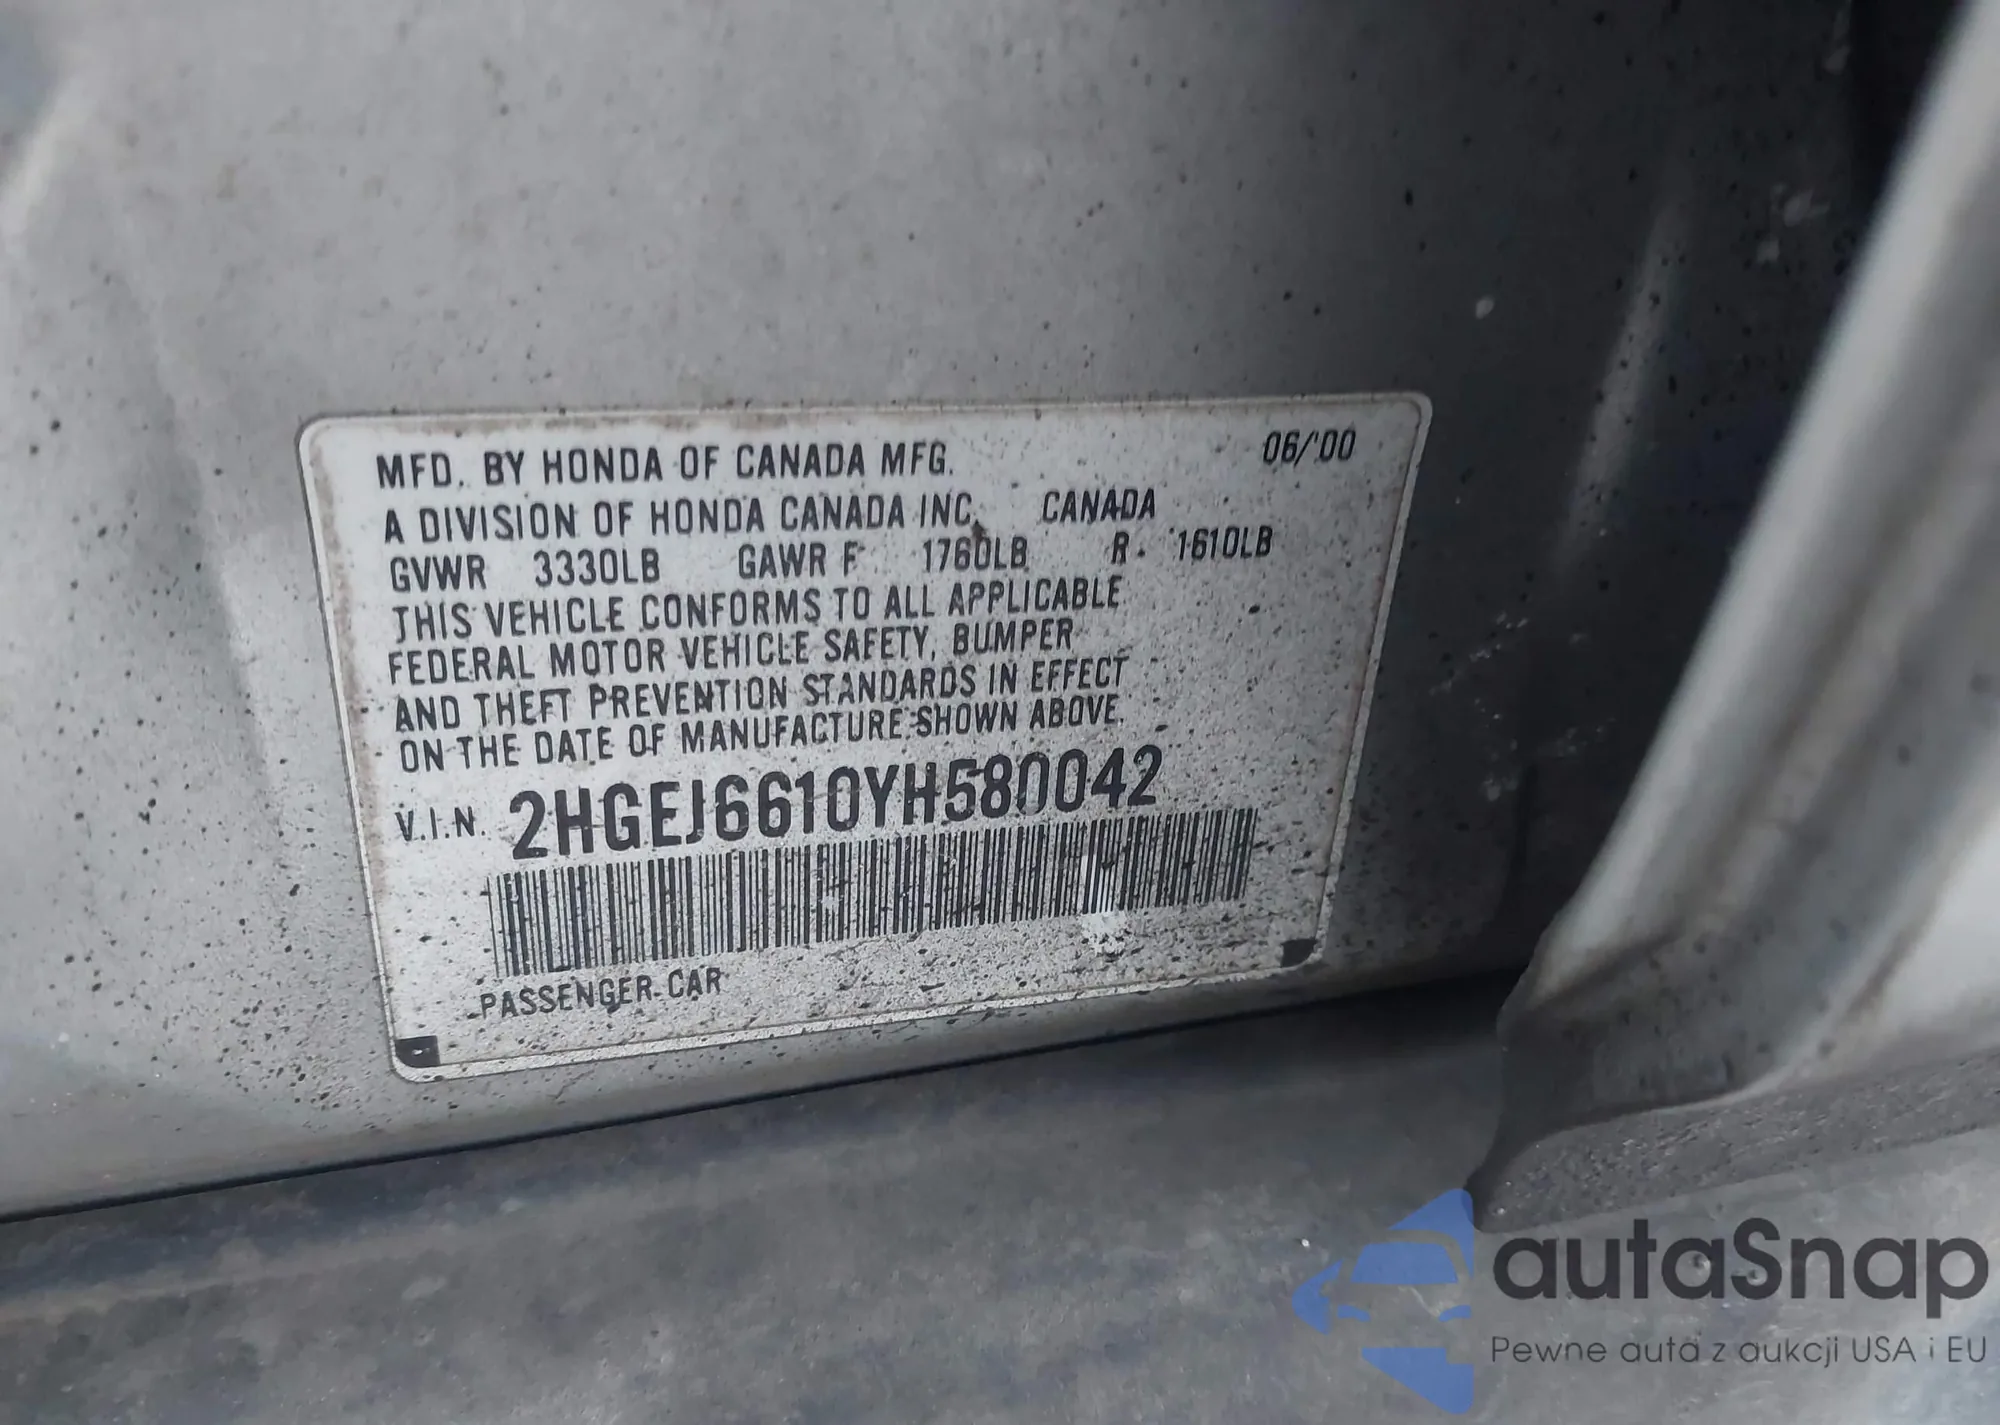 MFD. BY HONDA OF CANADA MFG. 06/'00
A DIVISION OF HONDA CANADA INC. CANADA
GVWR 3330LB GAWR F 1760LB R 1610LB
THIS VEHICLE CONFORMS TO ALL APPLICABLE
FEDERAL MOTOR VEHICLE SAFETY, BUMPER
AND THEFT PREVENTION STANDARDS IN EFFECT
ON THE DATE OF MANUFACTURE SHOWN ABOVE.
V.I.N. 2HGEJ6610YH580042
PASSENGER CAR
autaSnap
Pewne auta z aukcji USA i EU